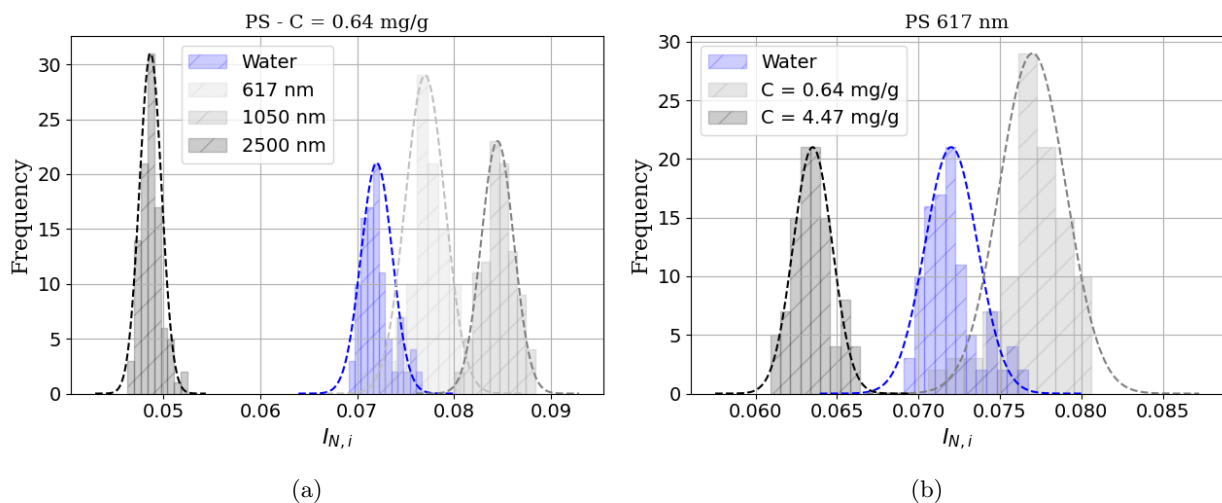 PS - C = 0.64 mg/g
Frequency
30
25
20
15
10
5
0
Water
617 nm
1050 nm
2500 nm
0.05
0.06
0.07
0.08
0.09
I_{N, i}
(a)
PS 617 nm
Frequency
30
25
20
15
10
5
0
Water
C = 0.64 mg/g
C = 4.47 mg/g
0.060
0.065
0.070
0.075
0.080
0.085
I_{N, i}
(b)